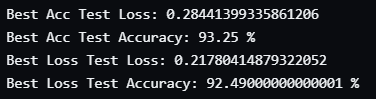 Best Acc Test Loss: 0.28441399335861206
Best Acc Test Accuracy: 93.25 %
Best Loss Test Loss: 0.21780414879322052
Best Loss Test Accuracy: 92.49000000000001 %